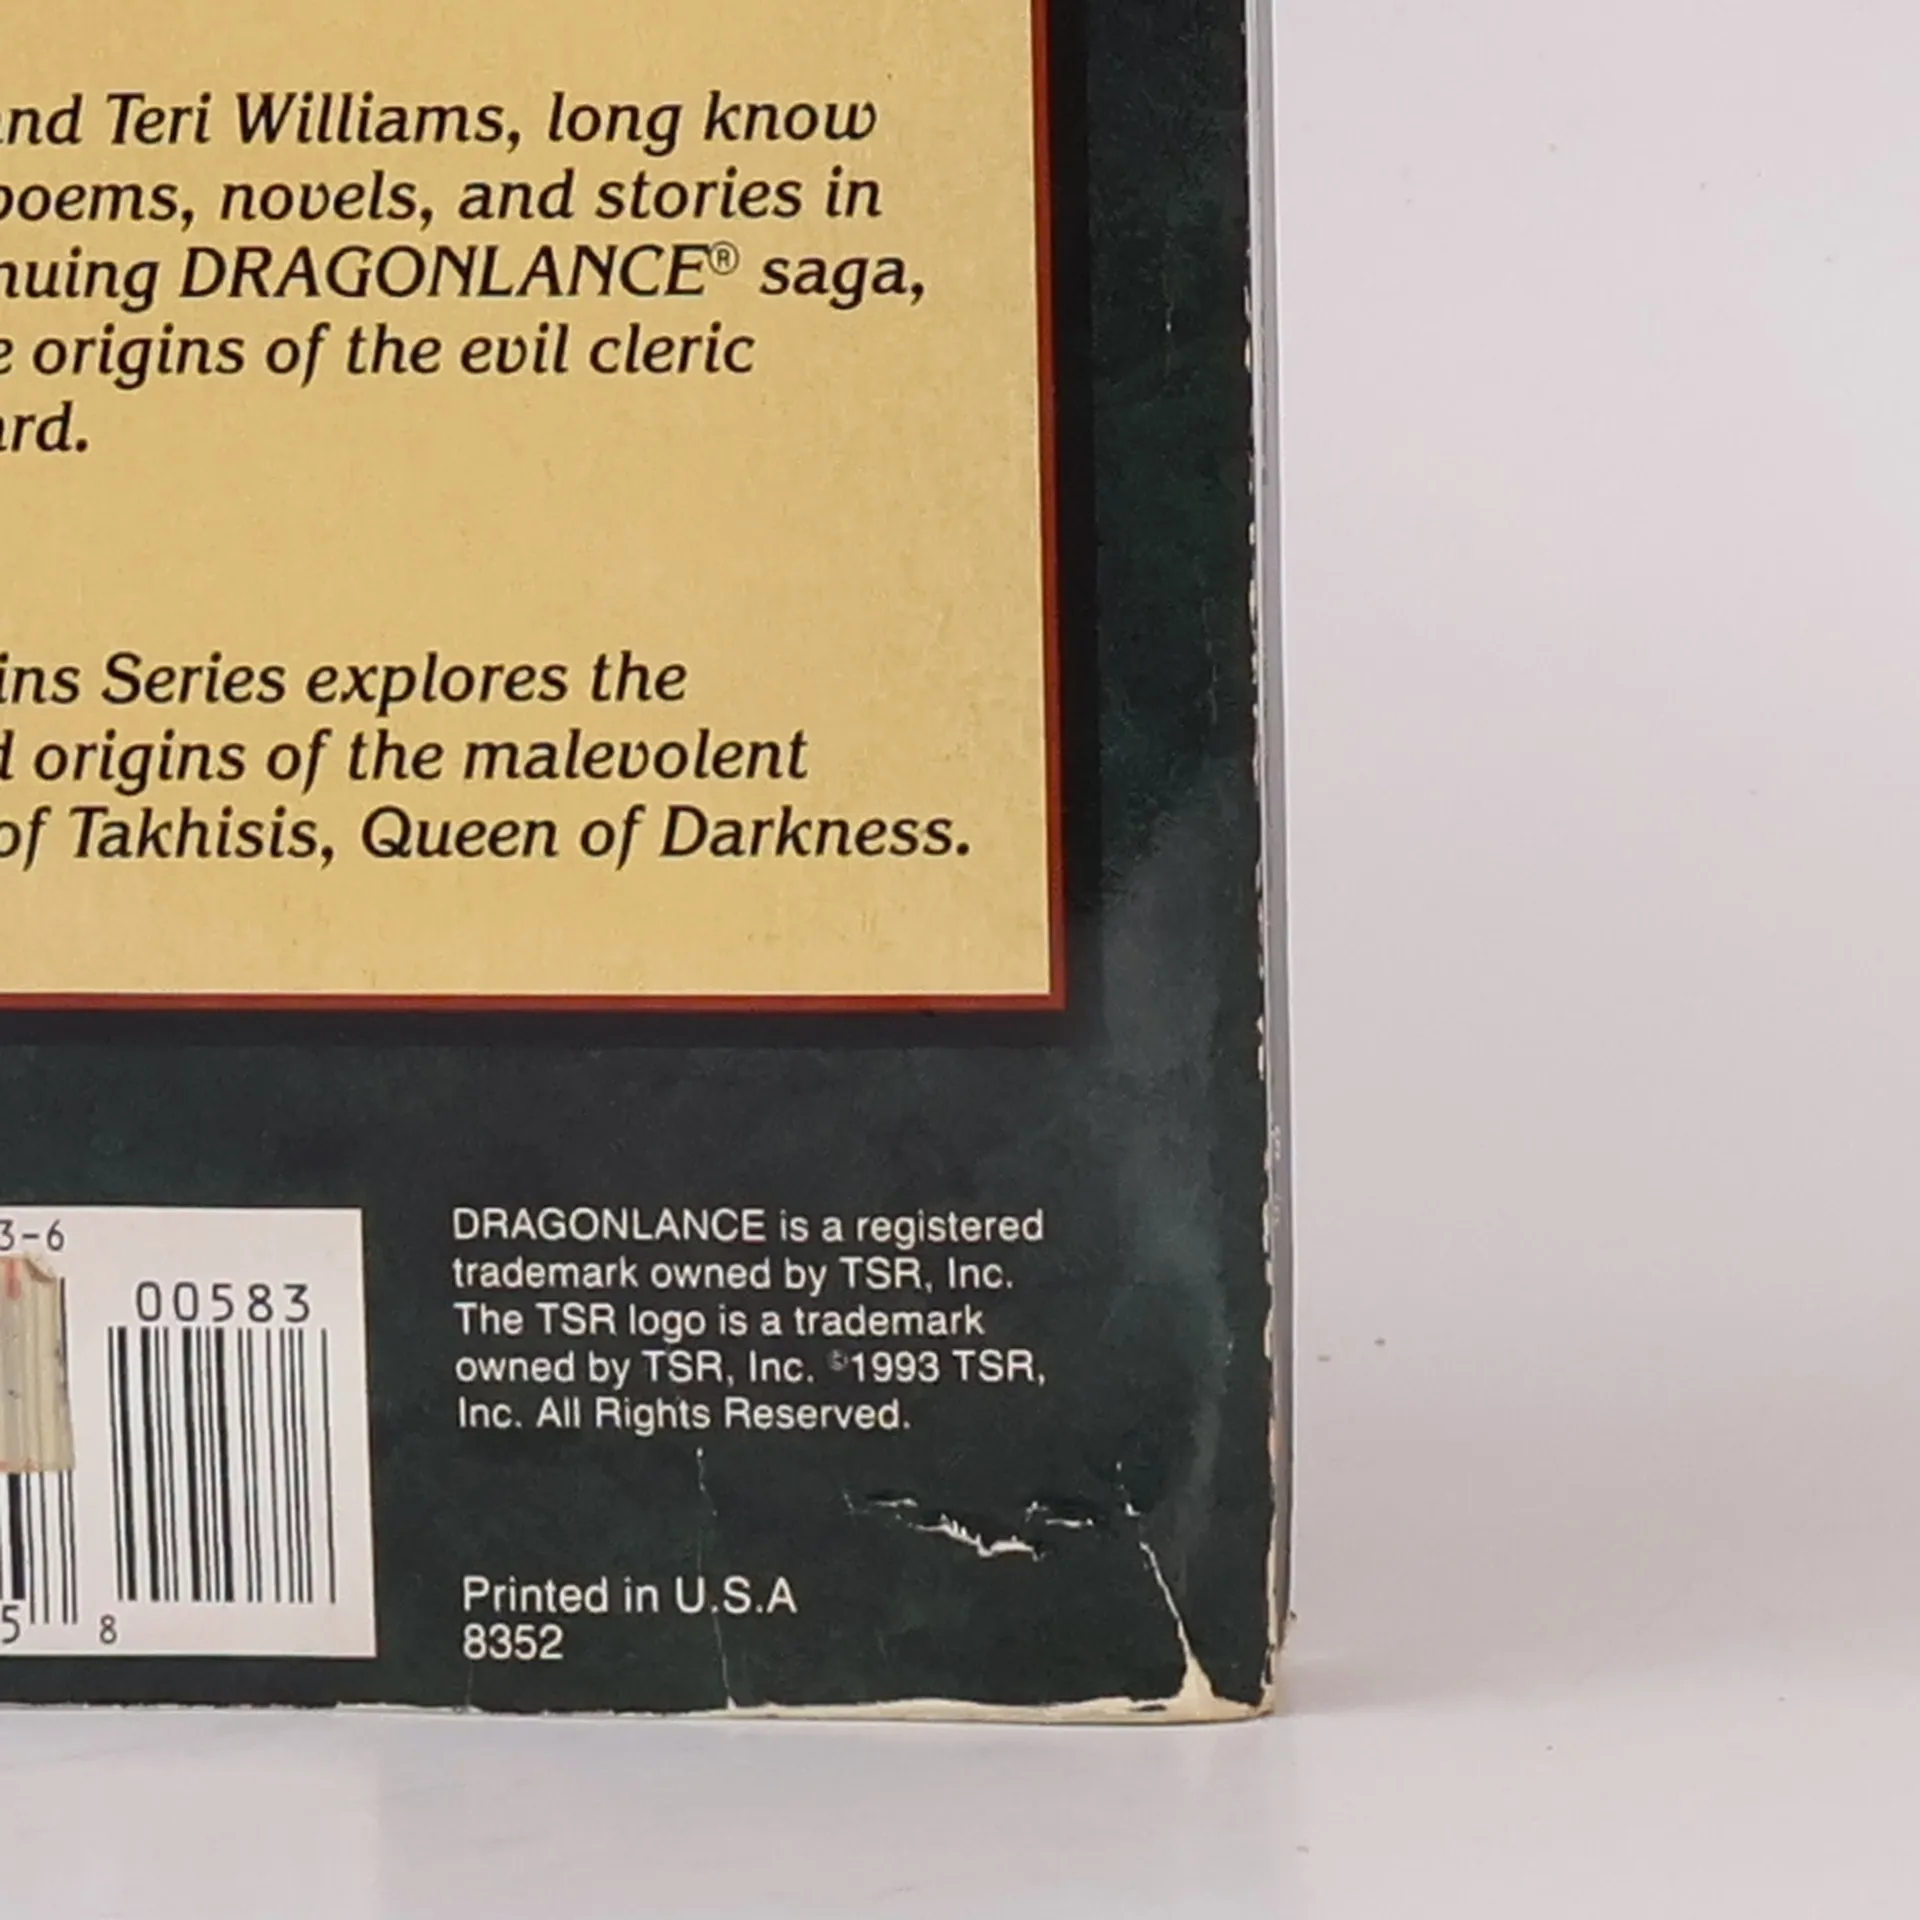 and Teri Williams, long know
poems, novels, and stories in
nuing DRAGONLANCE® saga,
e origins of the evil cleric
ard.
ins Series explores the
d origins of the malevolent
of Takhisis, Queen of Darkness.
3-6
00583
5 8
DRAGONLANCE is a registered
trademark owned by TSR, Inc.
The TSR logo is a trademark
owned by TSR, Inc. ©1993 TSR,
Inc. All Rights Reserved.
Printed in U.S.A
8352